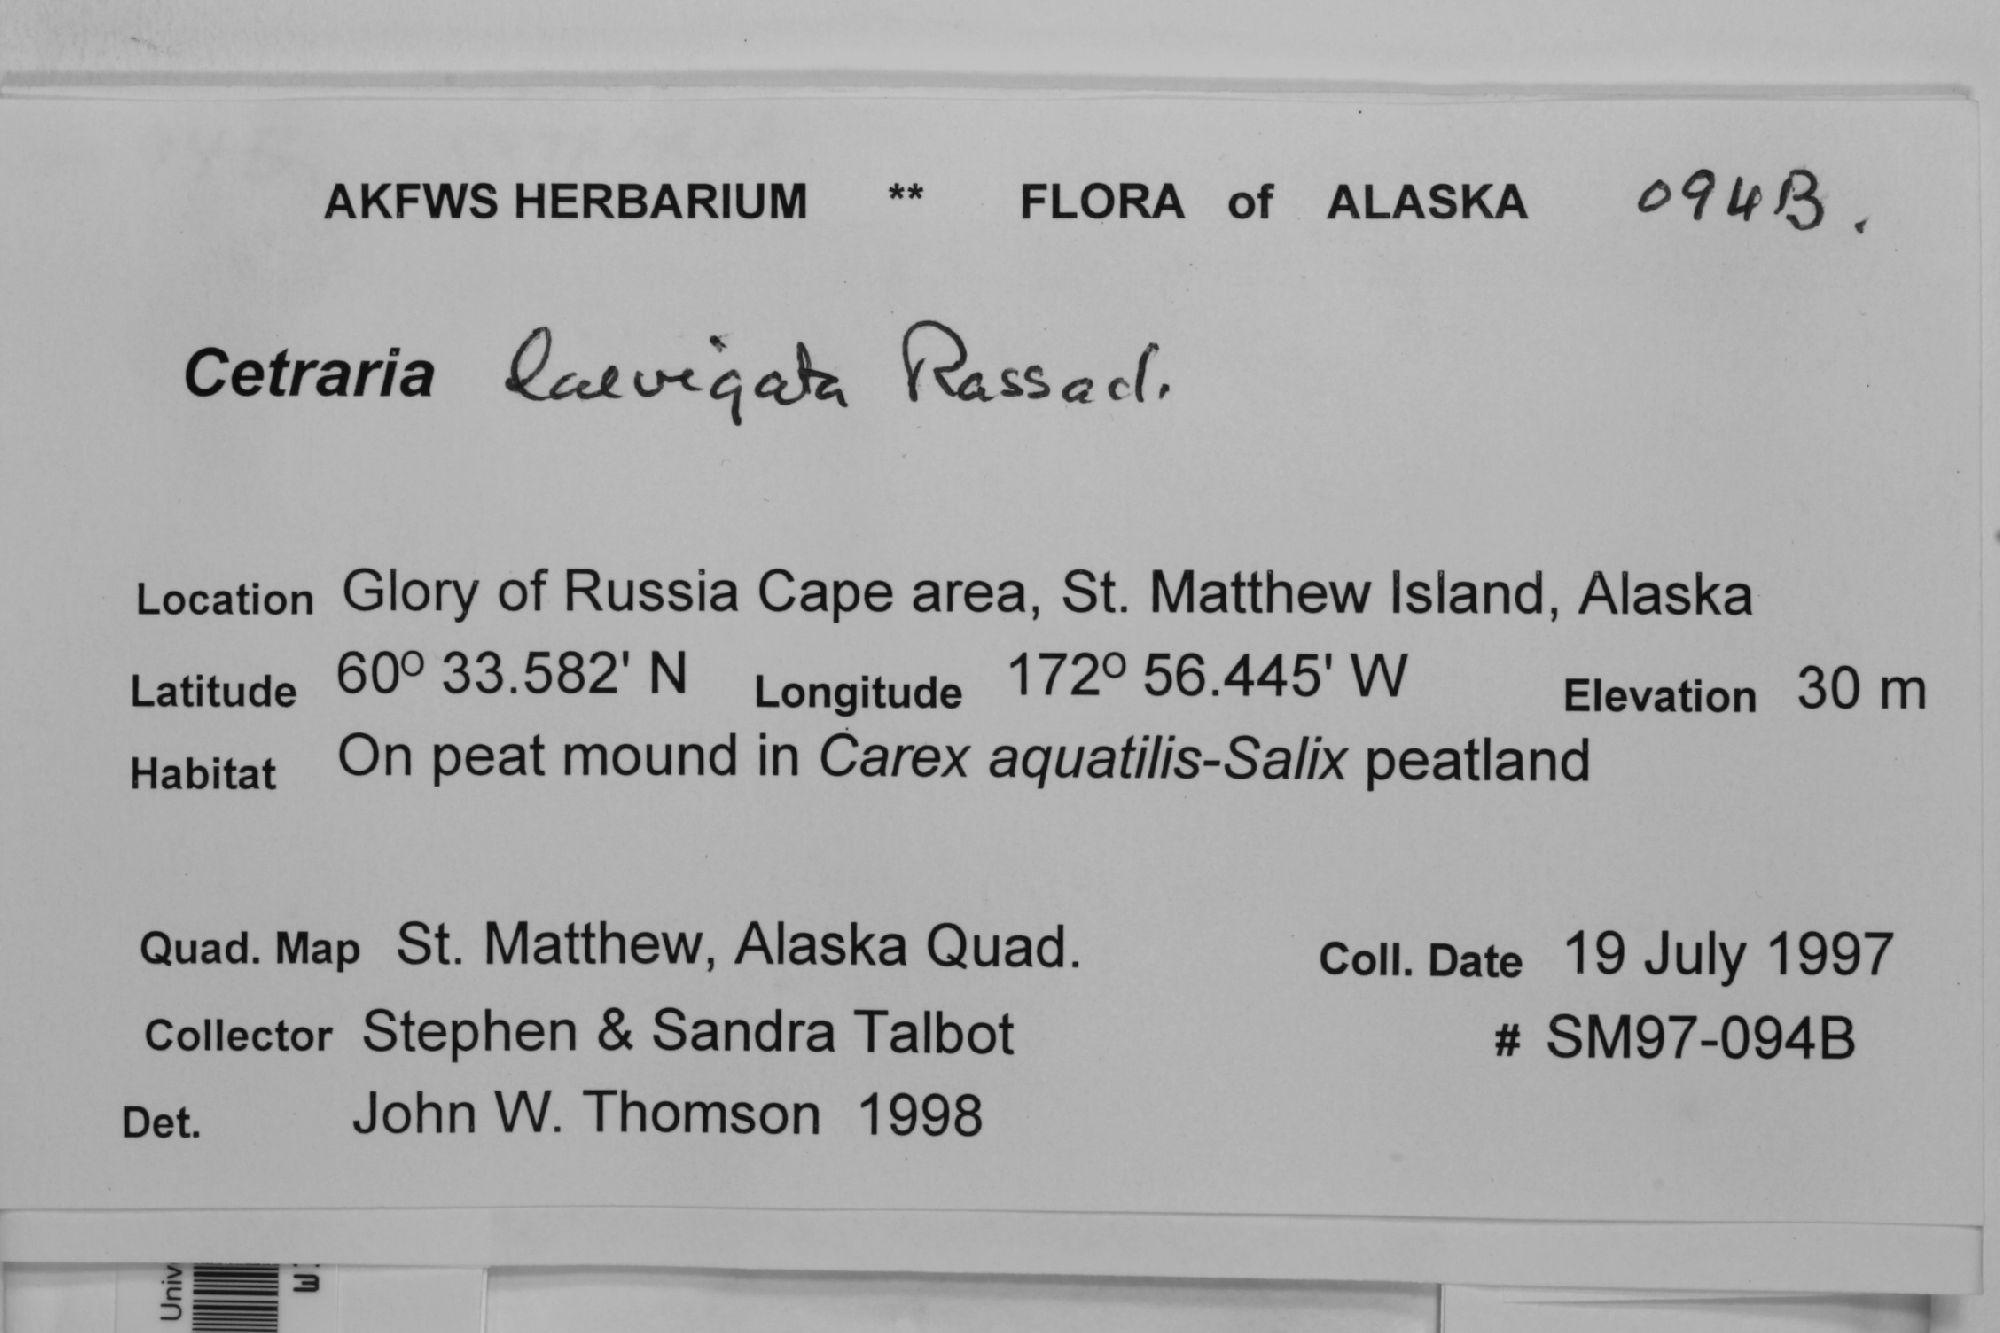 AKFWS HERBARIUM ** FLORA of ALASKA 094B.
Cetraria laevigata Rassad.
Location Glory of Russia Cape area, St. Matthew Island, Alaska
Latitude 60º 33.582' N Longitude 172º 56.445' W Elevation 30 m
Habitat On peat mound in Carex aquatilis-Salix peatland
Quad. Map St. Matthew, Alaska Quad. Coll. Date 19 July 1997
Collector Stephen & Sandra Talbot # SM97-094B
Det. John W. Thomson 1998
Univ